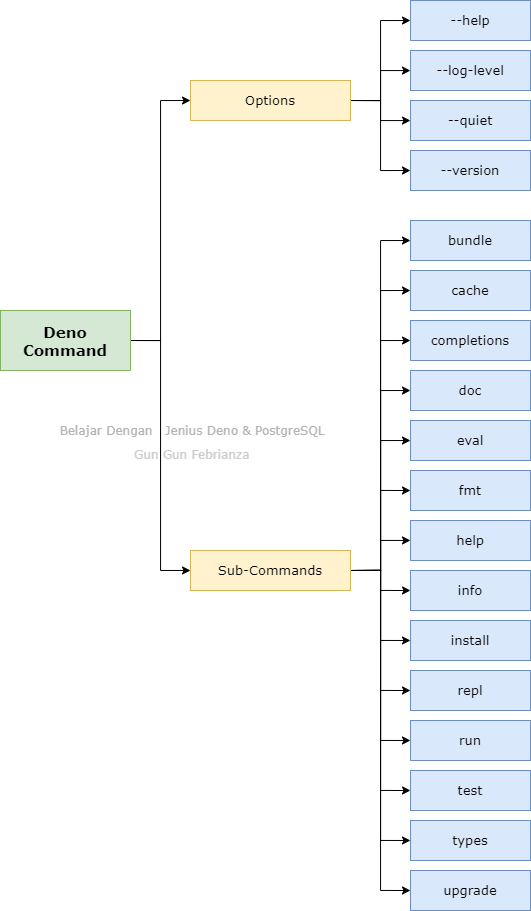 --help
--log-level
Options
--quiet
--version
bundle
cache
Deno
Command
completions
doc
Belajar Dengan Jenius Deno & PostgreSQL
eval
Gun Gun Febrianza
fmt
help
Sub-Commands
info
install
repl
run
test
types
upgrade